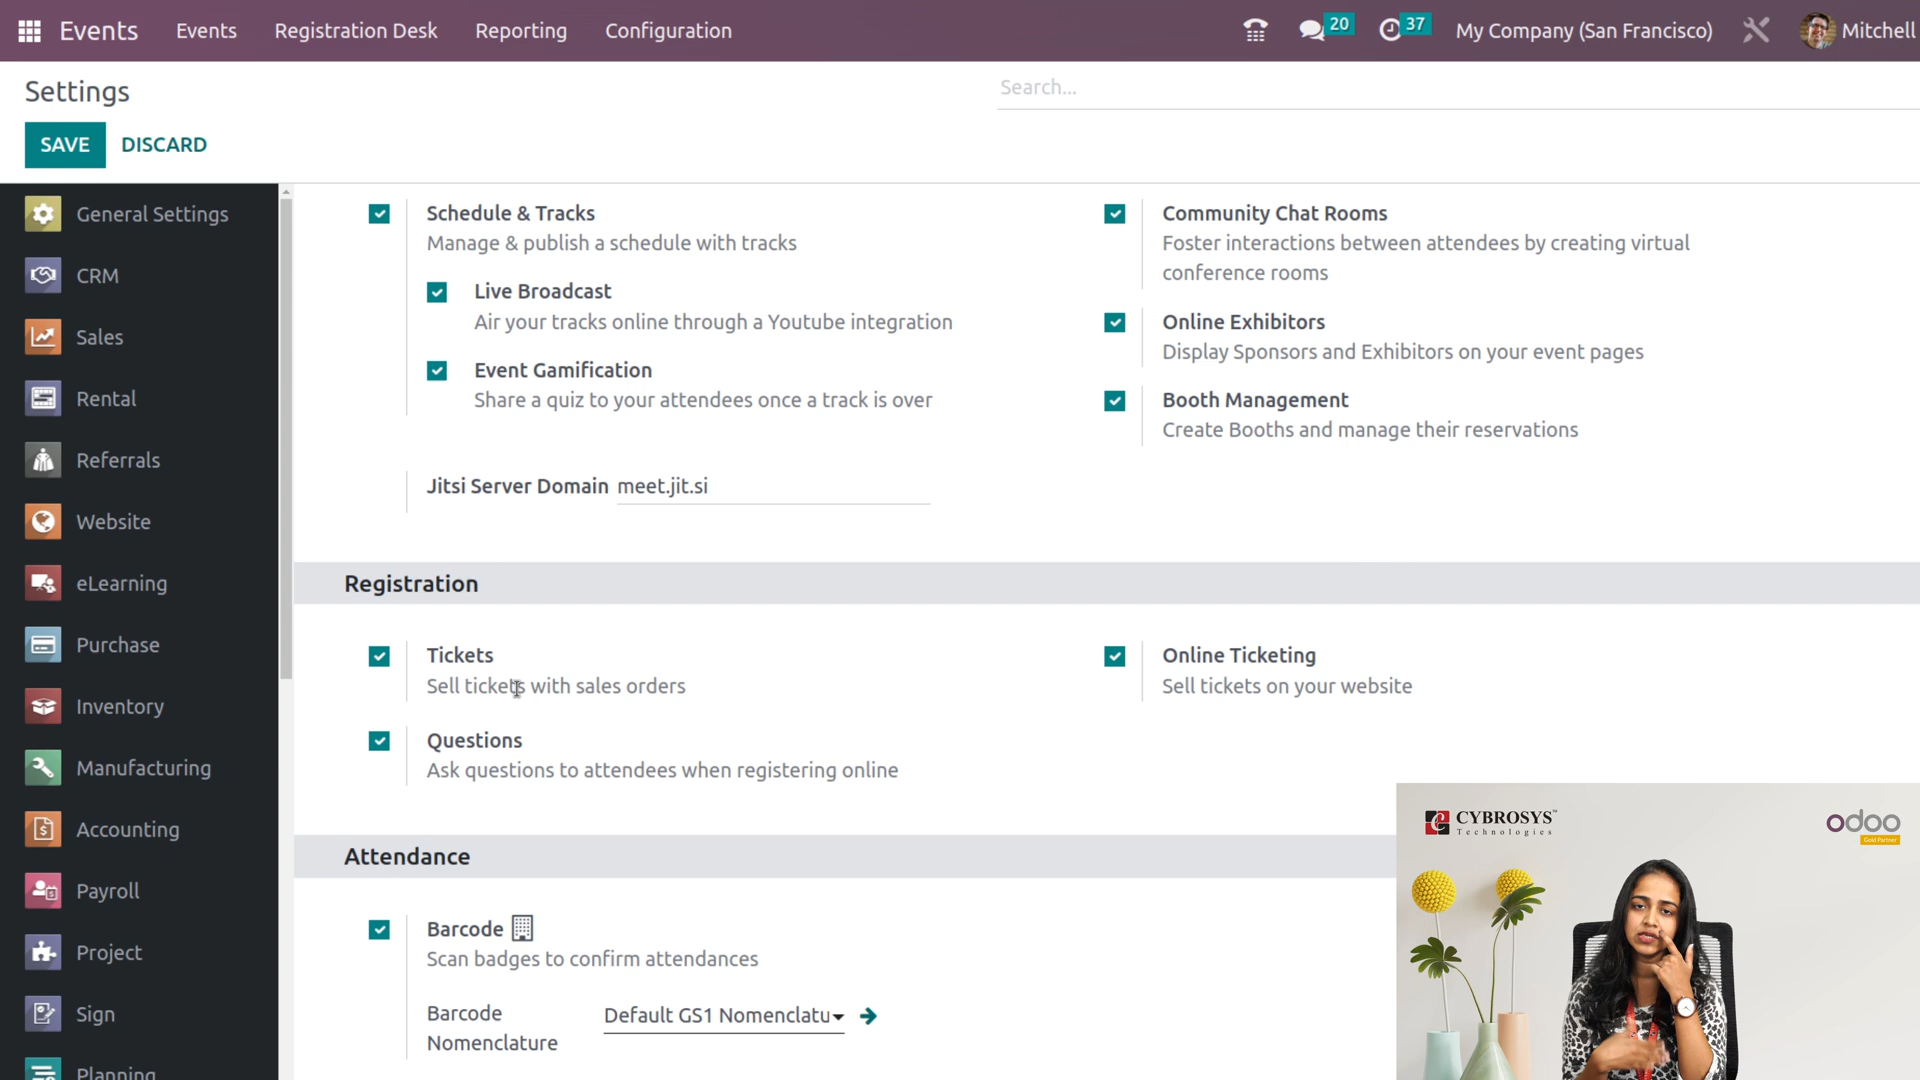 Events Events Registration Desk Reporting Configuration 20 37 My Company (San Francisco) Mitchell
Settings
Search...
SAVE DISCARD
General Settings
CRM
Sales
Rental
Referrals
Website
eLearning
Purchase
Inventory
Manufacturing
Accounting
Payroll
Project
Sign
Planning
Schedule & Tracks
Manage & publish a schedule with tracks
Live Broadcast
Air your tracks online through a Youtube integration
Event Gamification
Share a quiz to your attendees once a track is over
Jitsi Server Domain meet.jit.si
Community Chat Rooms
Foster interactions between attendees by creating virtual
conference rooms
Online Exhibitors
Display Sponsors and Exhibitors on your event pages
Booth Management
Create Booths and manage their reservations
Registration
Tickets
Sell tickets with sales orders
Online Ticketing
Sell tickets on your website
Questions
Ask questions to attendees when registering online
Attendance
Barcode
Scan badges to confirm attendances
Barcode
Nomenclature
Default GS1 Nomenclatu
CYBROSYS™
Technologies
odoo
Gold Partner